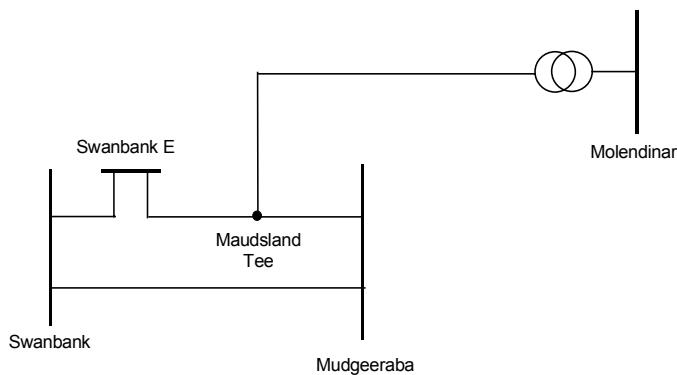 Swanbank E
Molendinar
Maudsland
Tee
Swanbank
Mudgeeraba